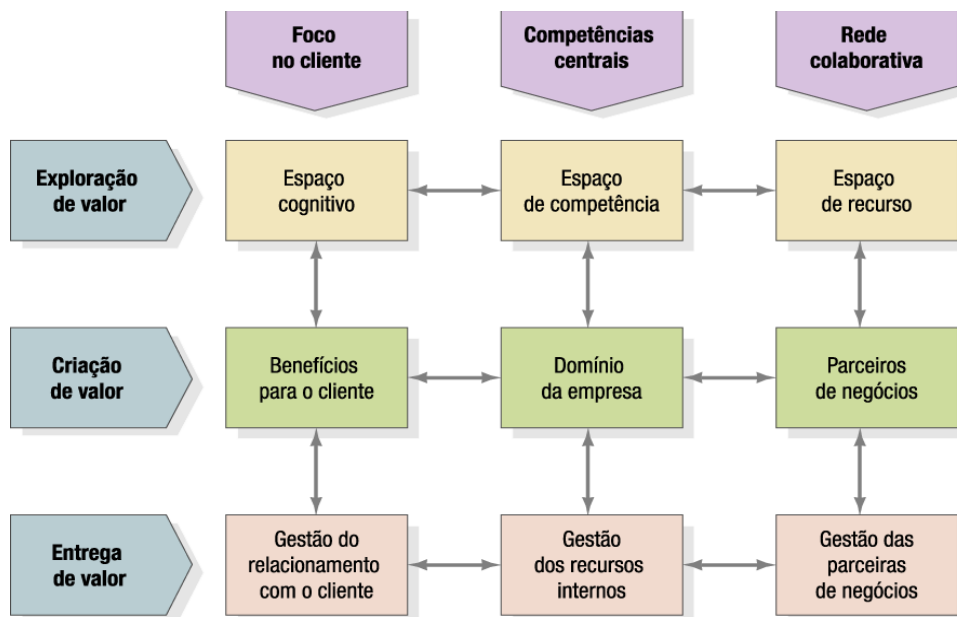 Foco
no cliente
Competências
centrais
Rede
colaborativa
Exploração
de valor
Espaço
cognitivo
Espaço
de competência
Espaço
de recurso
Criação
de valor
Benefícios
para o cliente
Domínio
da empresa
Parceiros
de negócios
Entrega
de valor
Gestão do
relacionamento
com o cliente
Gestão
dos recursos
internos
Gestão das
parceiras
de negócios